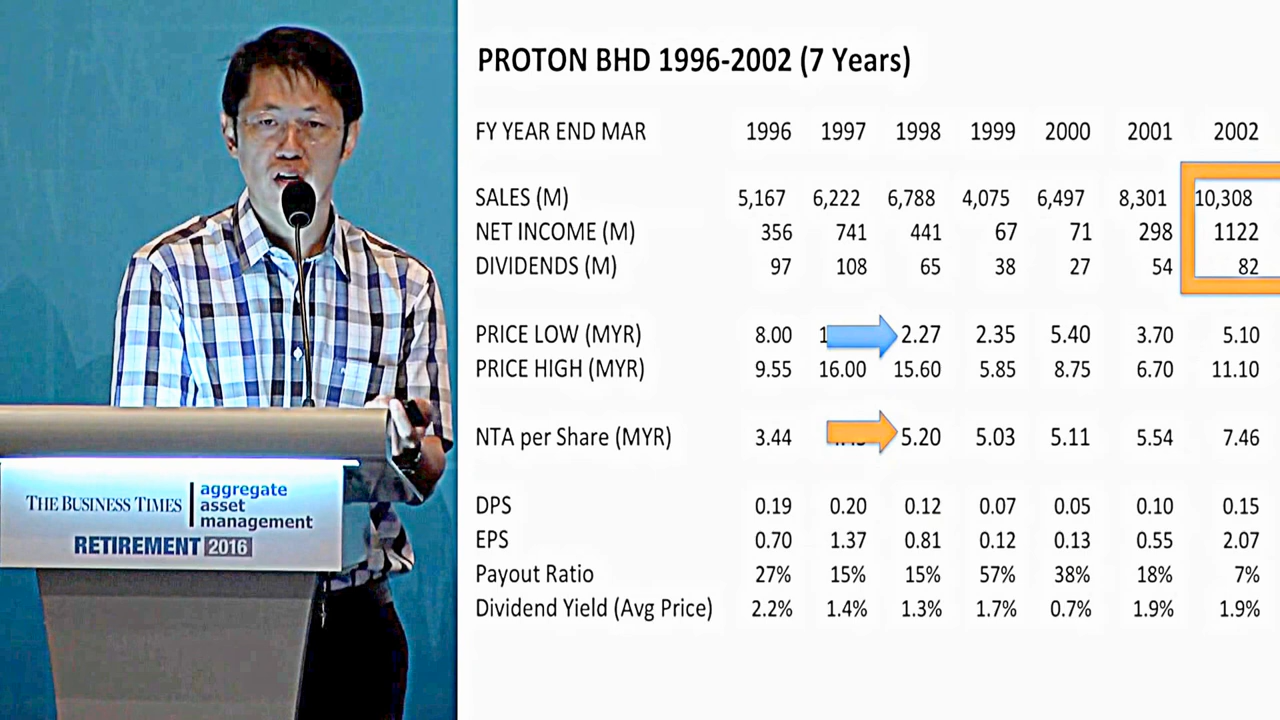 PROTON BHD 1996-2002 (7 Years)
FY YEAR END MAR 1996 1997 1998 1999 2000 2001 2002
SALES (M) 5,167 6,222 6,788 4,075 6,497 8,301 10,308
NET INCOME (M) 356 741 441 67 71 298 1122
DIVIDENDS (M) 97 108 65 38 27 54 82
PRICE LOW (MYR) 8.00 2.27 2.35 5.40 3.70 5.10
PRICE HIGH (MYR) 9.55 16.00 15.60 5.85 8.75 6.70 11.10
NTA per Share (MYR) 3.44 5.20 5.03 5.11 5.54 7.46
DPS 0.19 0.20 0.12 0.07 0.05 0.10 0.15
EPS 0.70 1.37 0.81 0.12 0.13 0.55 2.07
Payout Ratio 27% 15% 15% 57% 38% 18% 7%
Dividend Yield (Avg Price) 2.2% 1.4% 1.3% 1.7% 0.7% 1.9% 1.9%
THE BUSINESS TIMES
aggregate
asset
management
RETIREMENT 2016